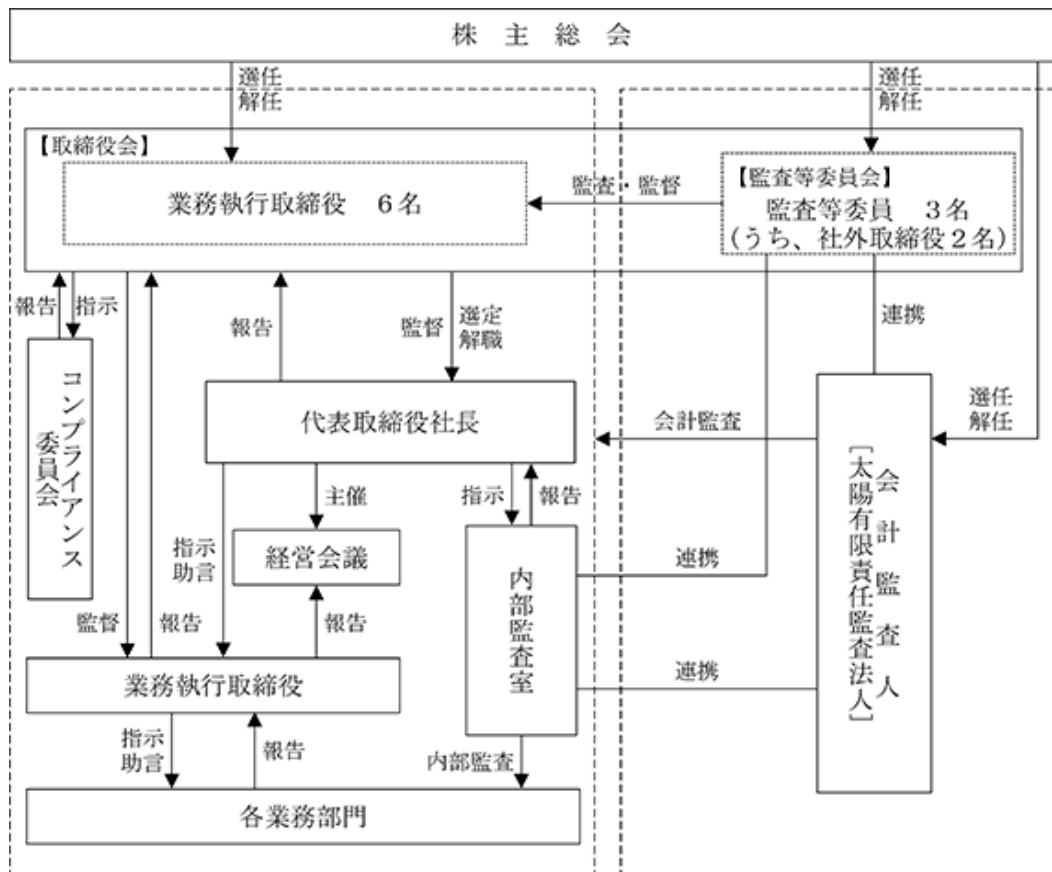 株 主 総 会
選任
解任
選任
解任
【取締役会】
業務執行取締役 6名
監査・監督
【監査等委員会】
監査等委員 3名
(うち、社外取締役2名)
報告
指示
報告
監督
選定
解職
連携
コンプライアンス
委員会
代表取締役社長
会計監査
選任
解任
指示
助言
主催
指示
報告
経営会議
内部監査室
連携
会計監査人
[太陽有限責任監査法人]
監督
報告
報告
業務執行取締役
連携
指示
助言
報告
内部監査
各業務部門